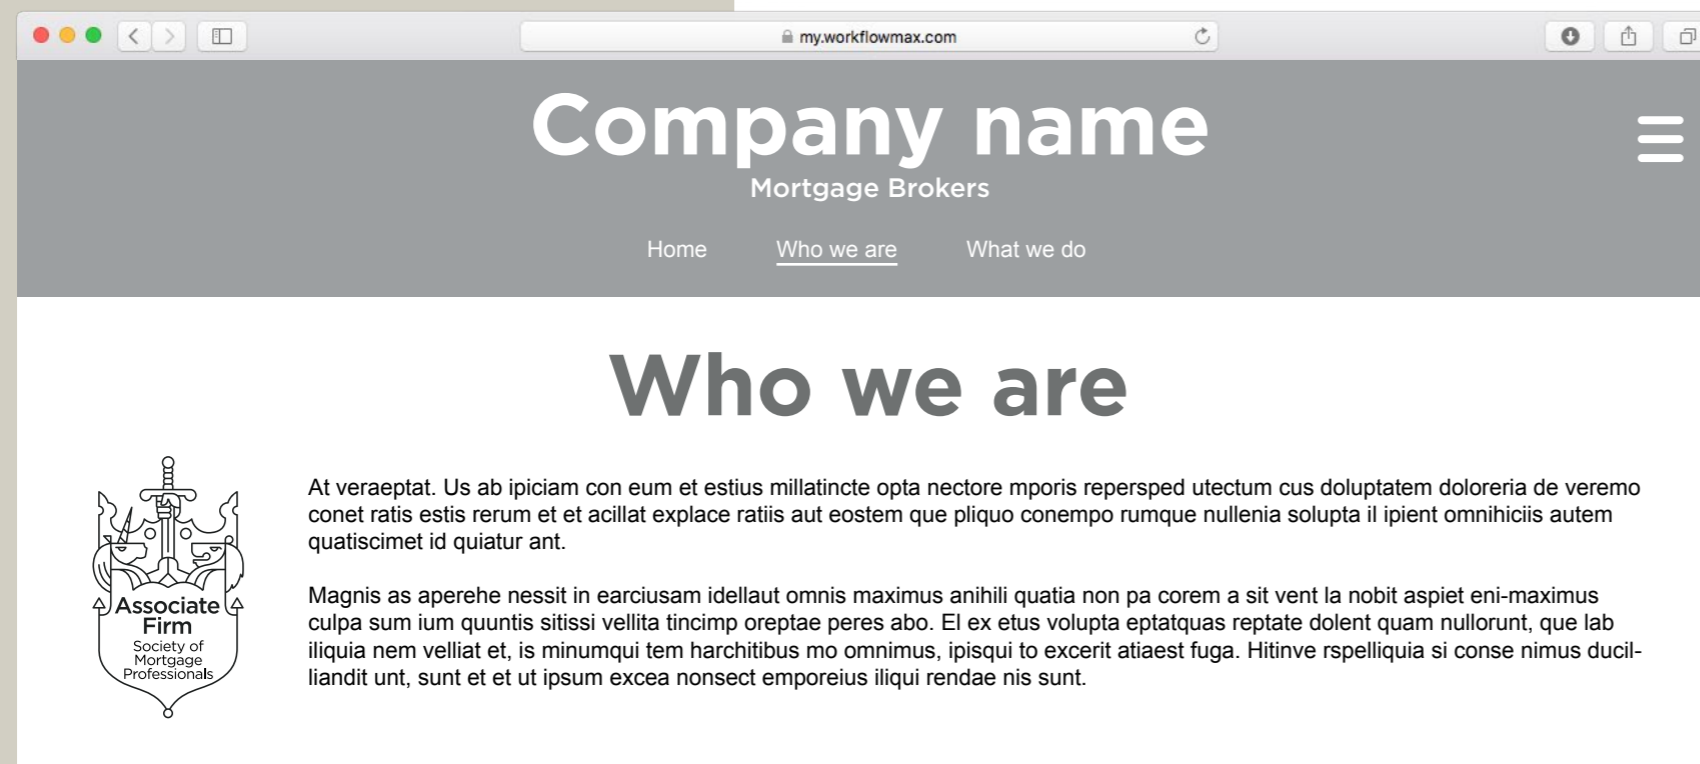 my.workflowmax.com
Company name
Mortgage Brokers
Home Who we are What we do
Who we are
At veraeptat. Us ab ipiciam con eum et estius millatincte opta nectore mporis repersped utectum cus doluptatem doloreria de veremo
conet ratis estis rerum et et acillat explace ratiis aut eostem que pliquo conempo rumque nullenia solupta il ipient omnihiciis autem
quatiscimet id quiatur ant.
Magnis as aperehe nessit in earciusam idellaut omnis maximus anihili quatia non pa corem a sit vent la nobit aspiet eni-maximus
culpa sum ium quuntis sitissi vellita tincimp oreptae peres abo. El ex etus volupta eptatquas reptate dolent quam nullorunt, que lab
iliquia nem velliat et, is minumqui tem harchitibus mo omnimus, ipisqui to excerit atiaest fuga. Hitinve rspelliquia si conse nimus ducil-
liandit unt, sunt et et ut ipsum excea nonsect emporeius iliqui rendae nis sunt.
Associate
Firm
Society of
Mortgage
Professionals